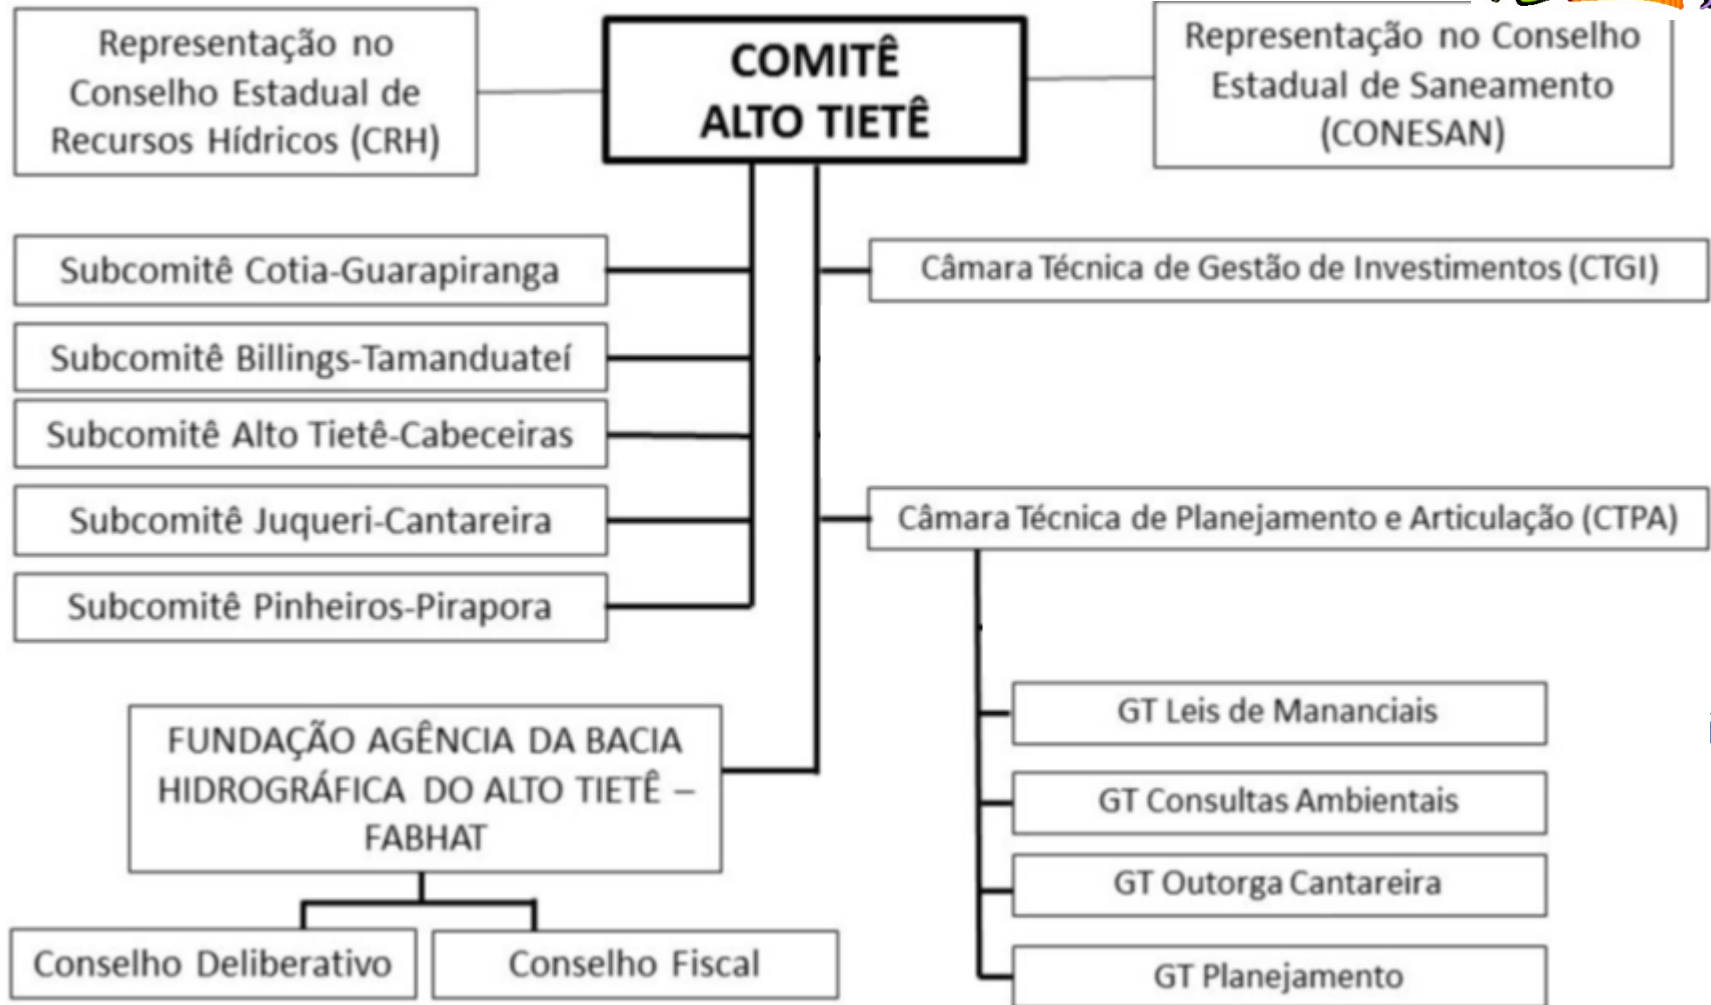 Representação no
Conselho Estadual de
Recursos Hídricos (CRH)
COMITÊ
ALTO TIETÊ
Representação no Conselho
Estadual de Saneamento
(CONESAN)
Subcomitê Cotia-Guarapiranga
Subcomitê Billings-Tamanduateí
Subcomitê Alto Tietê-Cabeceiras
Subcomitê Juqueri-Cantareira
Subcomitê Pinheiros-Pirapora
Câmara Técnica de Gestão de Investimentos (CTGI)
Câmara Técnica de Planejamento e Articulação (CTPA)
GT Leis de Mananciais
GT Consultas Ambientais
GT Outorga Cantareira
GT Planejamento
FUNDAÇÃO AGÊNCIA DA BACIA
HIDROGRÁFICA DO ALTO TIETÊ –
FABHAT
Conselho Deliberativo
Conselho Fiscal